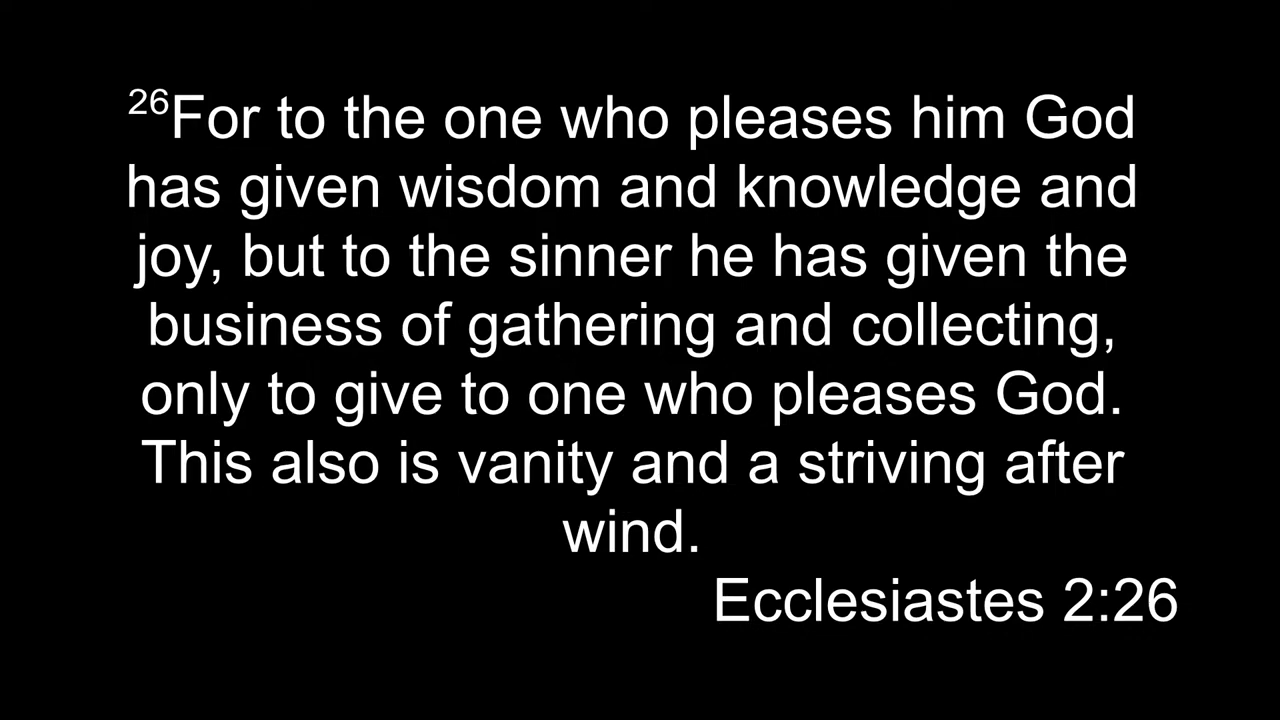 26For to the one who pleases him God
has given wisdom and knowledge and
joy, but to the sinner he has given the
business of gathering and collecting,
only to give to one who pleases God.
This also is vanity and a striving after
wind.
Ecclesiastes 2:26